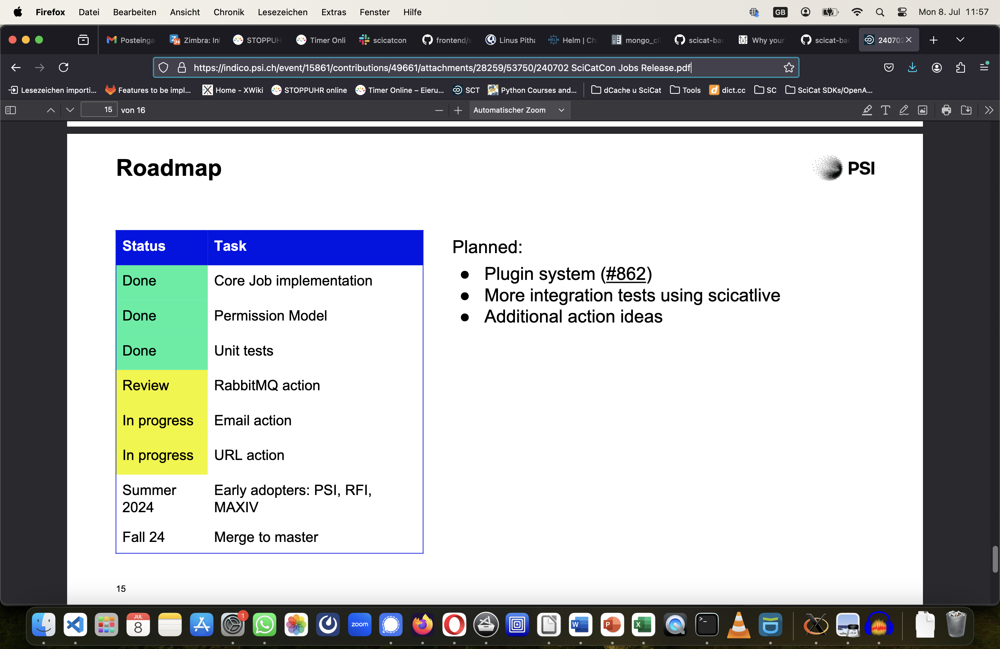 Firefox Datei Bearbeiten Ansicht Chronik Lesezeichen Extras Fenster Hilfe GB Mon 8. Jul 11:57
Posteinga Zimbra: In STOPPUH Timer Onli scicatcon frontend/s Linus Pitha Helm | Ch mongo_cli scicat-bac Why your scicat-bac 240702
https://indico.psi.ch/event/15861/contributions/49661/attachments/28259/53750/240702 SciCatCon Jobs Release.pdf
Lesezeichen importi... Features to be impl... Home - XWiki STOPPUHR online Timer Online – Eieru... SCT Python Courses and... dCache u SciCat Tools dict.cc SC SciCat SDKs/OpenA...
15 von 16 Automatischer Zoom
Roadmap
PSI
Status Task
Done Core Job implementation
Done Permission Model
Done Unit tests
Review RabbitMQ action
In progress Email action
In progress URL action
Summer Early adopters: PSI, RFI,
2024 MAXIV
Fall 24 Merge to master
Planned:
● Plugin system (#862)
● More integration tests using scicatlive
● Additional action ideas
15
JUL
8
1
zoom